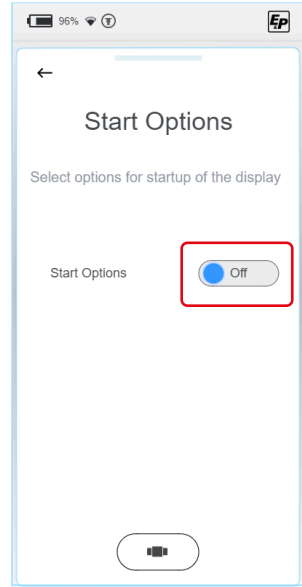 96% T EP
Start Options
Select options for startup of the display
Start Options Off